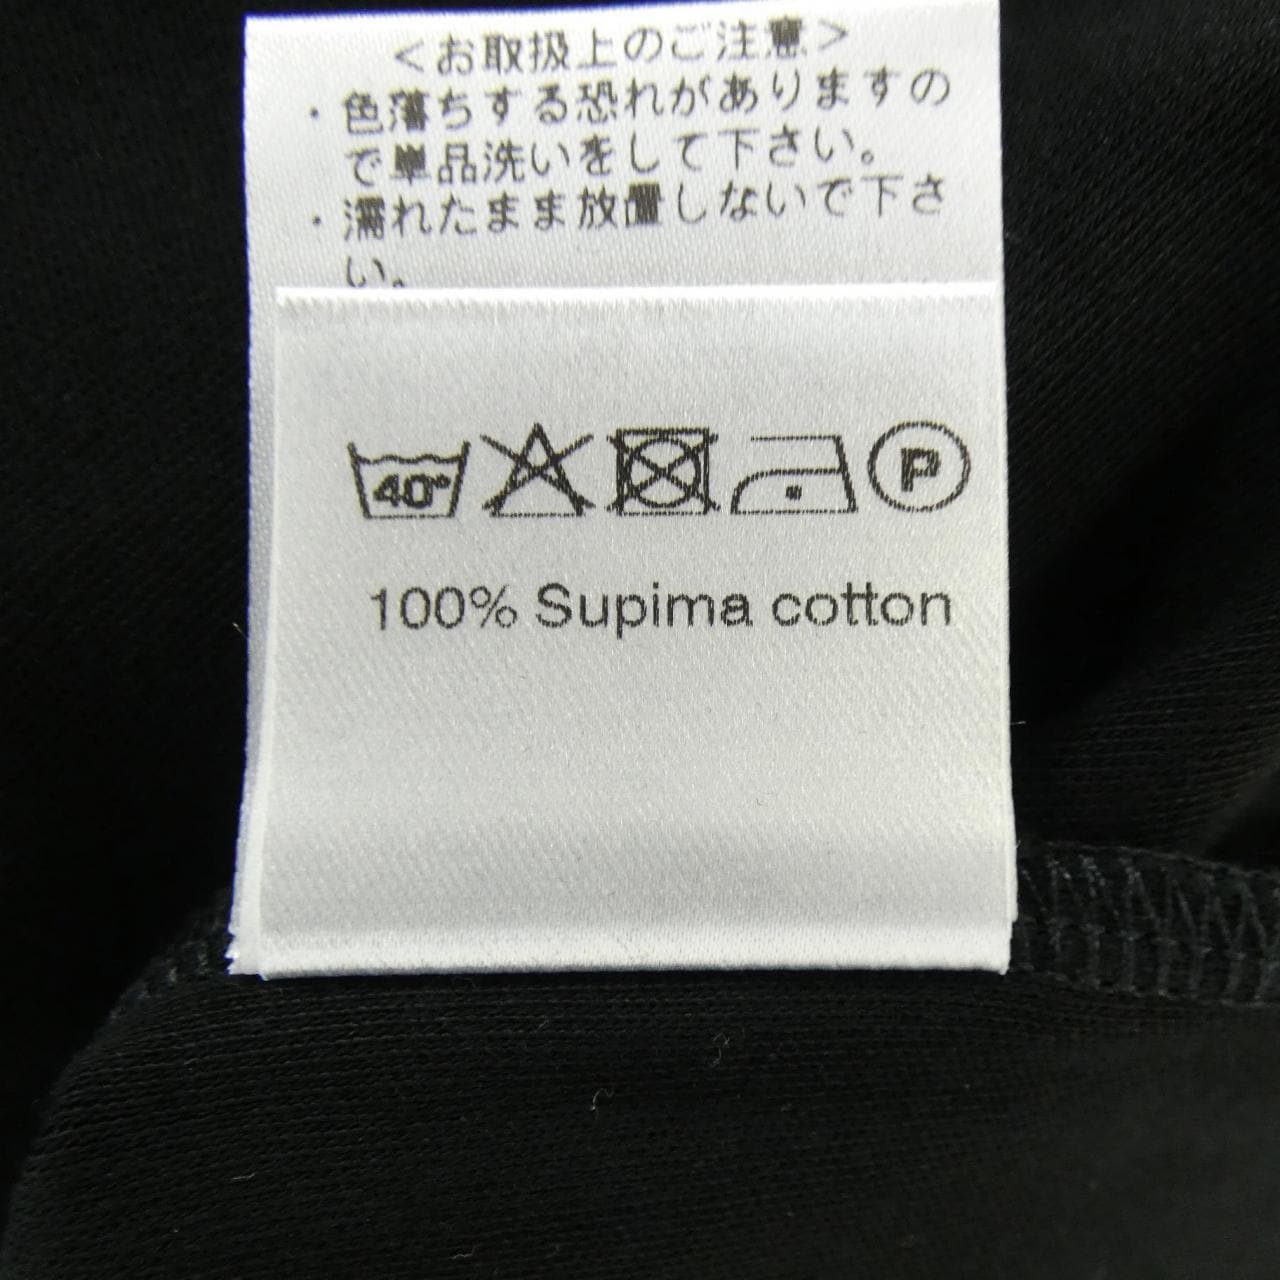 ＜お取扱上のご注意＞
・色落ちする恐れがありますの
で単品洗いをして下さい。
・濡れたまま放置しないで下さ
い。
40°
P
100% Supima cotton